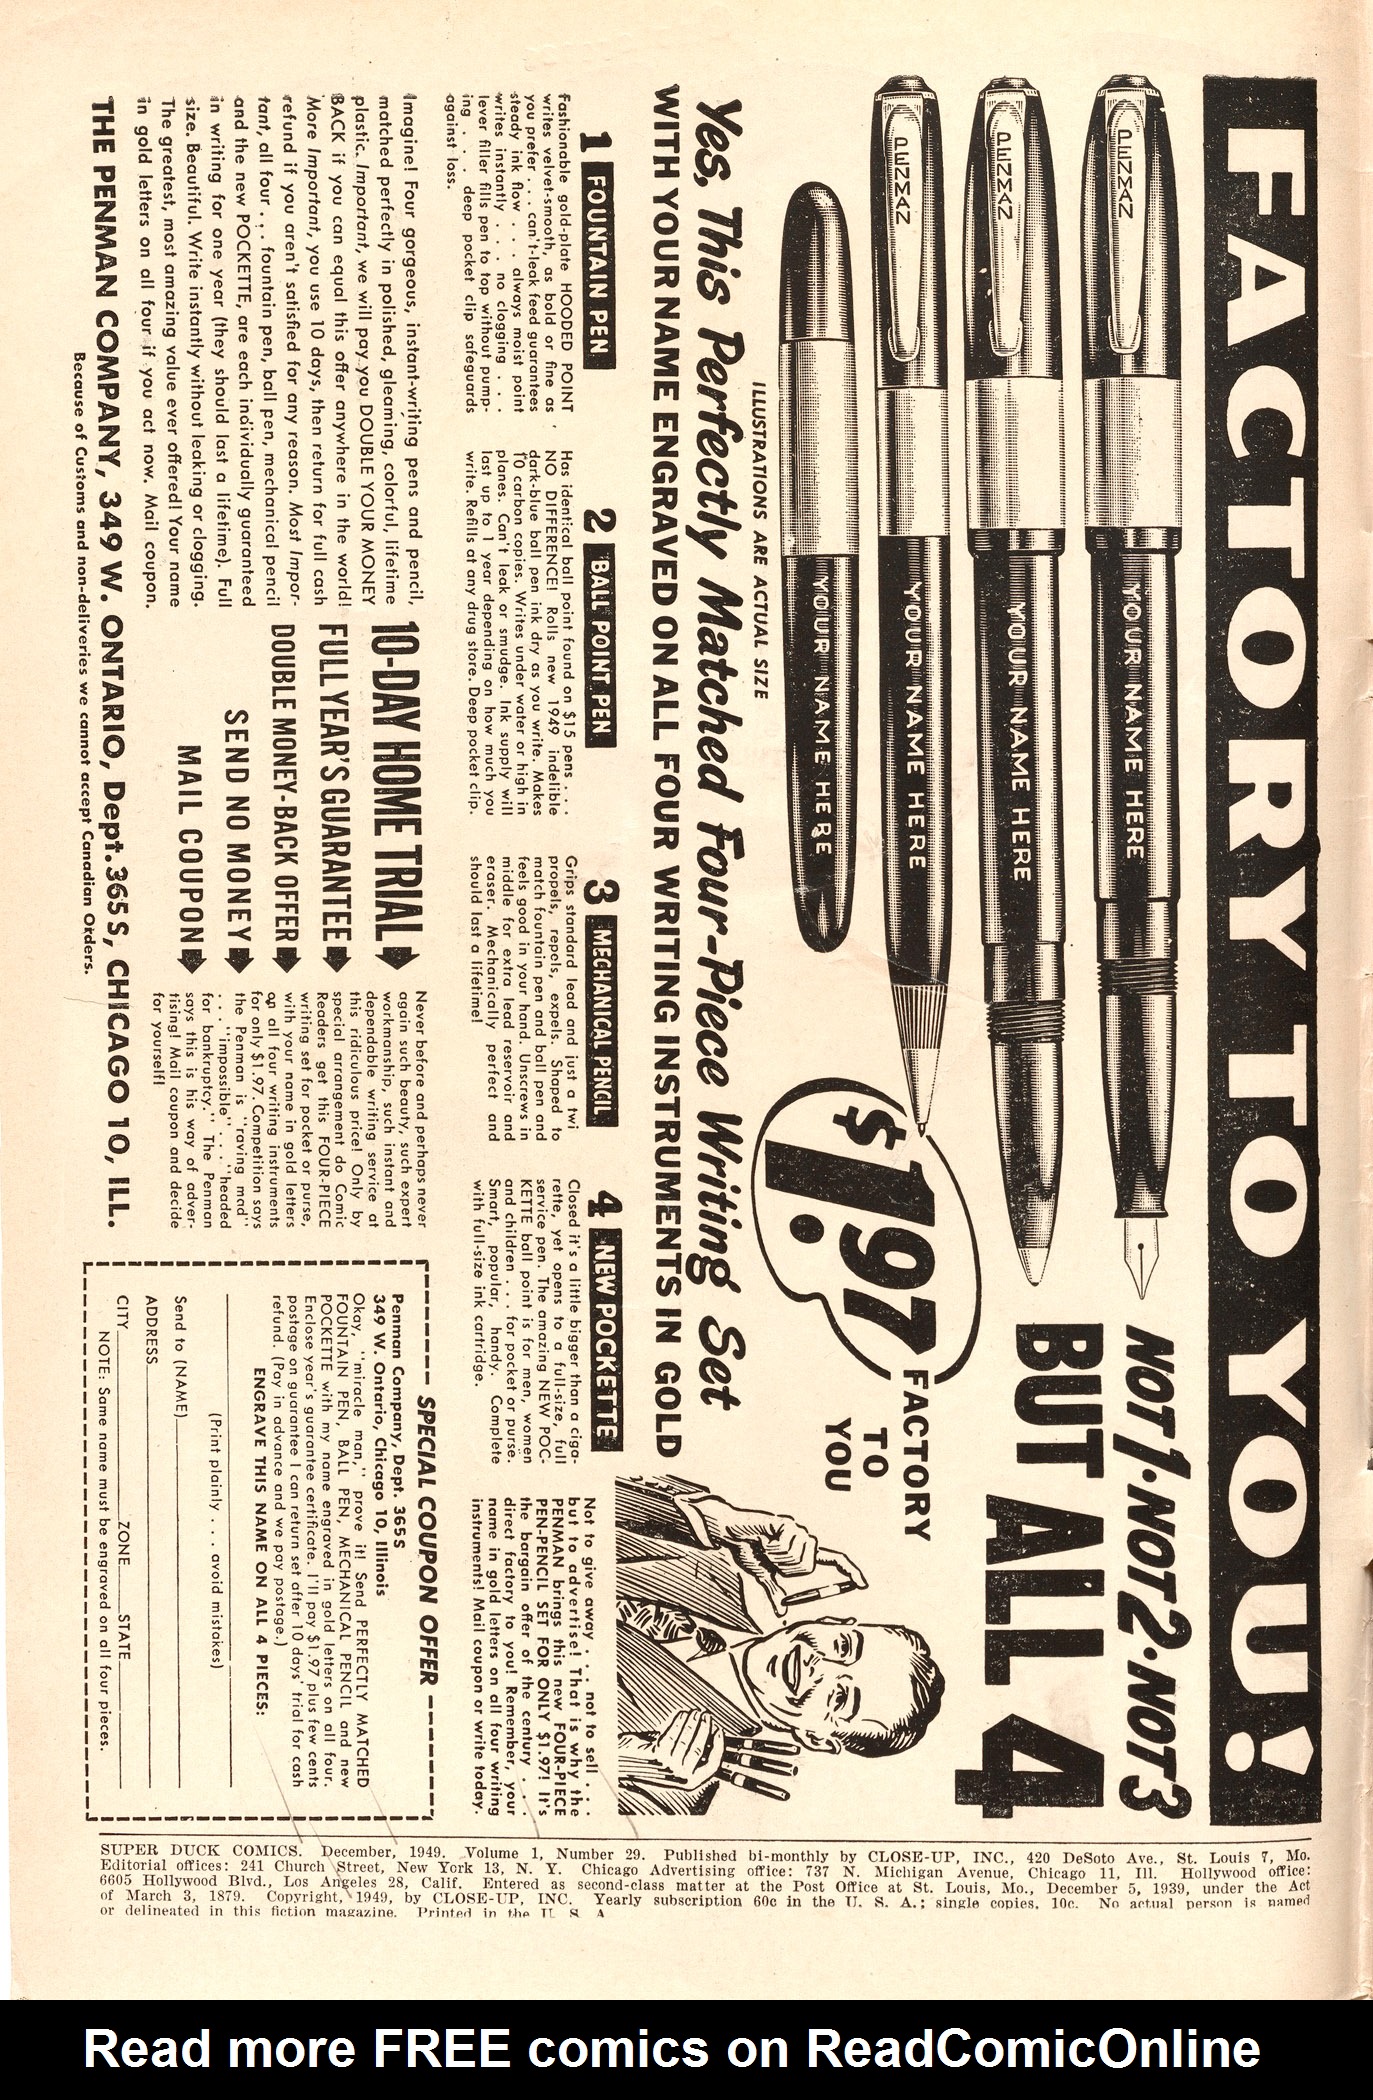 FACTORY TO YOU!
PENMAN
PENMAN
PENMAN
YOUR NAME HERE
YOUR NAME HERE
YOUR NAME HERE
YOUR NAME HERE
NOT 1 · NOT 2 · NOT 3
BUT ALL 4
$1.97
FACTORY
TO
YOU
ILLUSTRATIONS ARE ACTUAL SIZE
Yes, This Perfectly Matched Four-Piece Writing Set
WITH YOUR NAME ENGRAVED ON ALL FOUR WRITING INSTRUMENTS IN GOLD
1 FOUNTAIN PEN
Fashionable gold-plate HOODED POINT
writes velvet-smooth, as bold or fine as
you prefer . . . can't-leak feed guarantees
steady ink flow . . . always moist point
writes instantly . . . no clogging . . .
lever filler fills pen to top without pump-
ing . . . deep pocket clip safeguards
against loss.
2 BALL POINT PEN
Has identical ball point found on $15 pens . . .
NO DIFFERENCE! Rolls new 1949 indelible
dark-blue ball pen ink dry as you write. Makes
10 carbon copies. Writes under water or high in
planes. Can't leak or smudge. Ink supply will
last up to 1 year depending on how much you
write. Refills at any drug store. Deep pocket clip.
3 MECHANICAL PENCIL
Grips standard lead and just a twi
propels, repels, expels. Shaped to
match fountain pen and ball pen and
feels good in your hand. Unscrews in
middle for extra lead reservoir and
eraser. Mechanically perfect and
should last a lifetime!
4 NEW POCKETTE
Closed it's a little bigger than a ciga-
rette, yet opens to a full-size, full
service pen. The amazing NEW POC-
KETTE ball point is for men, women
and children . . . for pocket or purse.
Smart, popular, handy. Complete
with full-size ink cartridge.
Not to give away . . . not to sell . . .
but to advertise! That is why the
PENMAN brings this new FOUR-PIECE
PEN-PENCIL SET FOR ONLY $1.97! It's
the bargain offer of the century . . .
direct factory to you! Remember, your
name in gold letters on all four writing
instruments! Mail coupon or write today.
Imagine! Four gorgeous, instant-writing pens and pencil,
matched perfectly in polished, gleaming, colorful, lifetime
plastic. Important, we will pay you DOUBLE YOUR MONEY
BACK if you can equal this offer anywhere in the world!
More Important, you use 10 days, then return for full cash
refund if you aren't satisfied for any reason. Most Impor-
tant, all four . . . fountain pen, ball pen, mechanical pencil
and the new POCKETTE, are each individually guaranteed
in writing for one year (they should last a lifetime). Full
size. Beautiful. Write instantly without leaking or clogging.
The greatest, most amazing value ever offered! Your name
in gold letters on all four if you act now. Mail coupon.
10-DAY HOME TRIAL
FULL YEAR'S GUARANTEE
DOUBLE MONEY-BACK OFFER
SEND NO MONEY
MAIL COUPON
Never before and perhaps never
again such beauty, such expert
workmanship, such instant and
dependable writing service at
this ridiculous price! Only by
special arrangement do Comic
Readers get this FOUR-PIECE
writing set for pocket or purse,
with your name in gold letters
on all four writing instruments
for only $1.97. Competition says
the Penman is "raving mad"
. . . "impossible" . . . "headed
for bankruptcy." The Penman
says this is his way of adver-
tising! Mail coupon and decide
for yourself!
THE PENMAN COMPANY, 349 W. ONTARIO, Dept. 365S, CHICAGO 10, ILL.
Because of Customs and non-deliveries we cannot accept Canadian Orders.
SPECIAL COUPON OFFER
Penman Company, Dept. 365S
349 W. Ontario, Chicago 10, Illinois
Okay, "miracle man," prove it! Send PERFECTLY MATCHED
FOUNTAIN PEN, BALL PEN, MECHANICAL PENCIL and new
POCKETTE with my name engraved in gold letters on all four.
Enclose year's guarantee certificate. I'll pay $1.97 plus few cents
postage on guarantee I can return set after 10 days' trial for cash
refund. (Pay in advance and we pay postage.)
ENGRAVE THIS NAME ON ALL 4 PIECES:
(Print plainly . . . avoid mistakes)
Send to (NAME)
ADDRESS
CITY ZONE STATE
NOTE: Same name must be engraved on all four pieces.
SUPER DUCK COMICS. December, 1949. Volume 1, Number 29. Published bi-monthly by CLOSE-UP, INC., 420 DeSoto Ave., St. Louis 7, Mo.
Editorial offices: 241 Church Street, New York 13, N. Y. Chicago Advertising office: 737 N. Michigan Avenue, Chicago 11, Ill. Hollywood office:
6605 Hollywood Blvd., Los Angeles 28, Calif. Entered as second-class matter at the Post Office at St. Louis, Mo., December 5, 1939, under the Act
of March 3, 1879. Copyright, 1949, by CLOSE-UP, INC. Yearly subscription 60c in the U. S. A.; single copies, 10c. No actual person is named
or delineated in this fiction magazine. Printed in the U. S. A
Read more FREE comics on ReadComicOnline